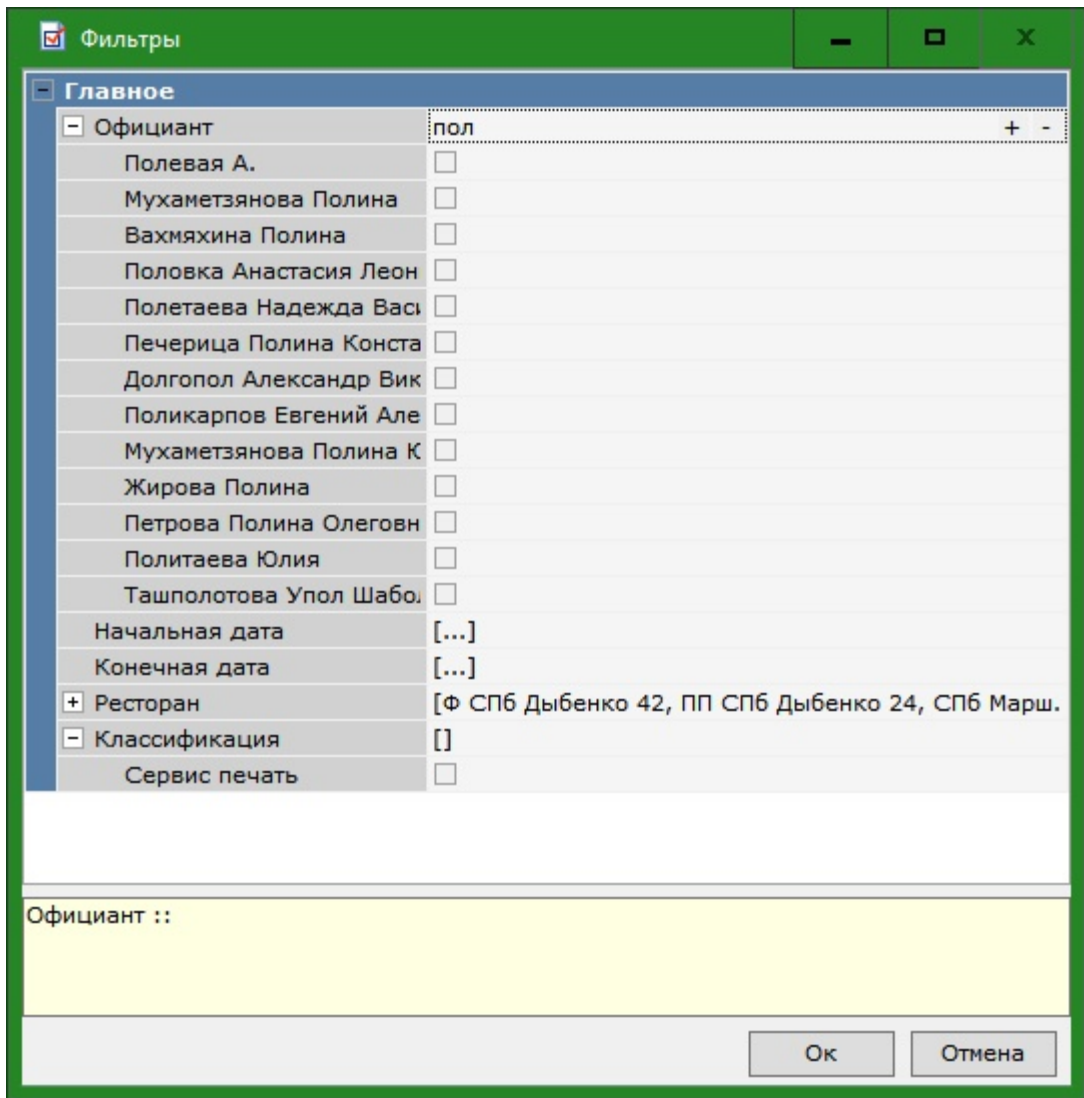 Фильтры
Главное
Официант пол + -
Полевая А.
Мухаметзянова Полина
Вахмяхина Полина
Половка Анастасия Леон
Полетаева Надежда Васи
Печерица Полина Конста
Долгопол Александр Вик
Поликарпов Евгений Але
Мухаметзянова Полина К
Жирова Полина
Петрова Полина Олеговн
Политаева Юлия
Ташполотова Упол Шабол
Начальная дата [...]
Конечная дата [...]
Ресторан [Ф СПб Дыбенко 42, ПП СПб Дыбенко 24, СПб Марш.
Классификация []
Сервис печать
Официант ::
Ок Отмена